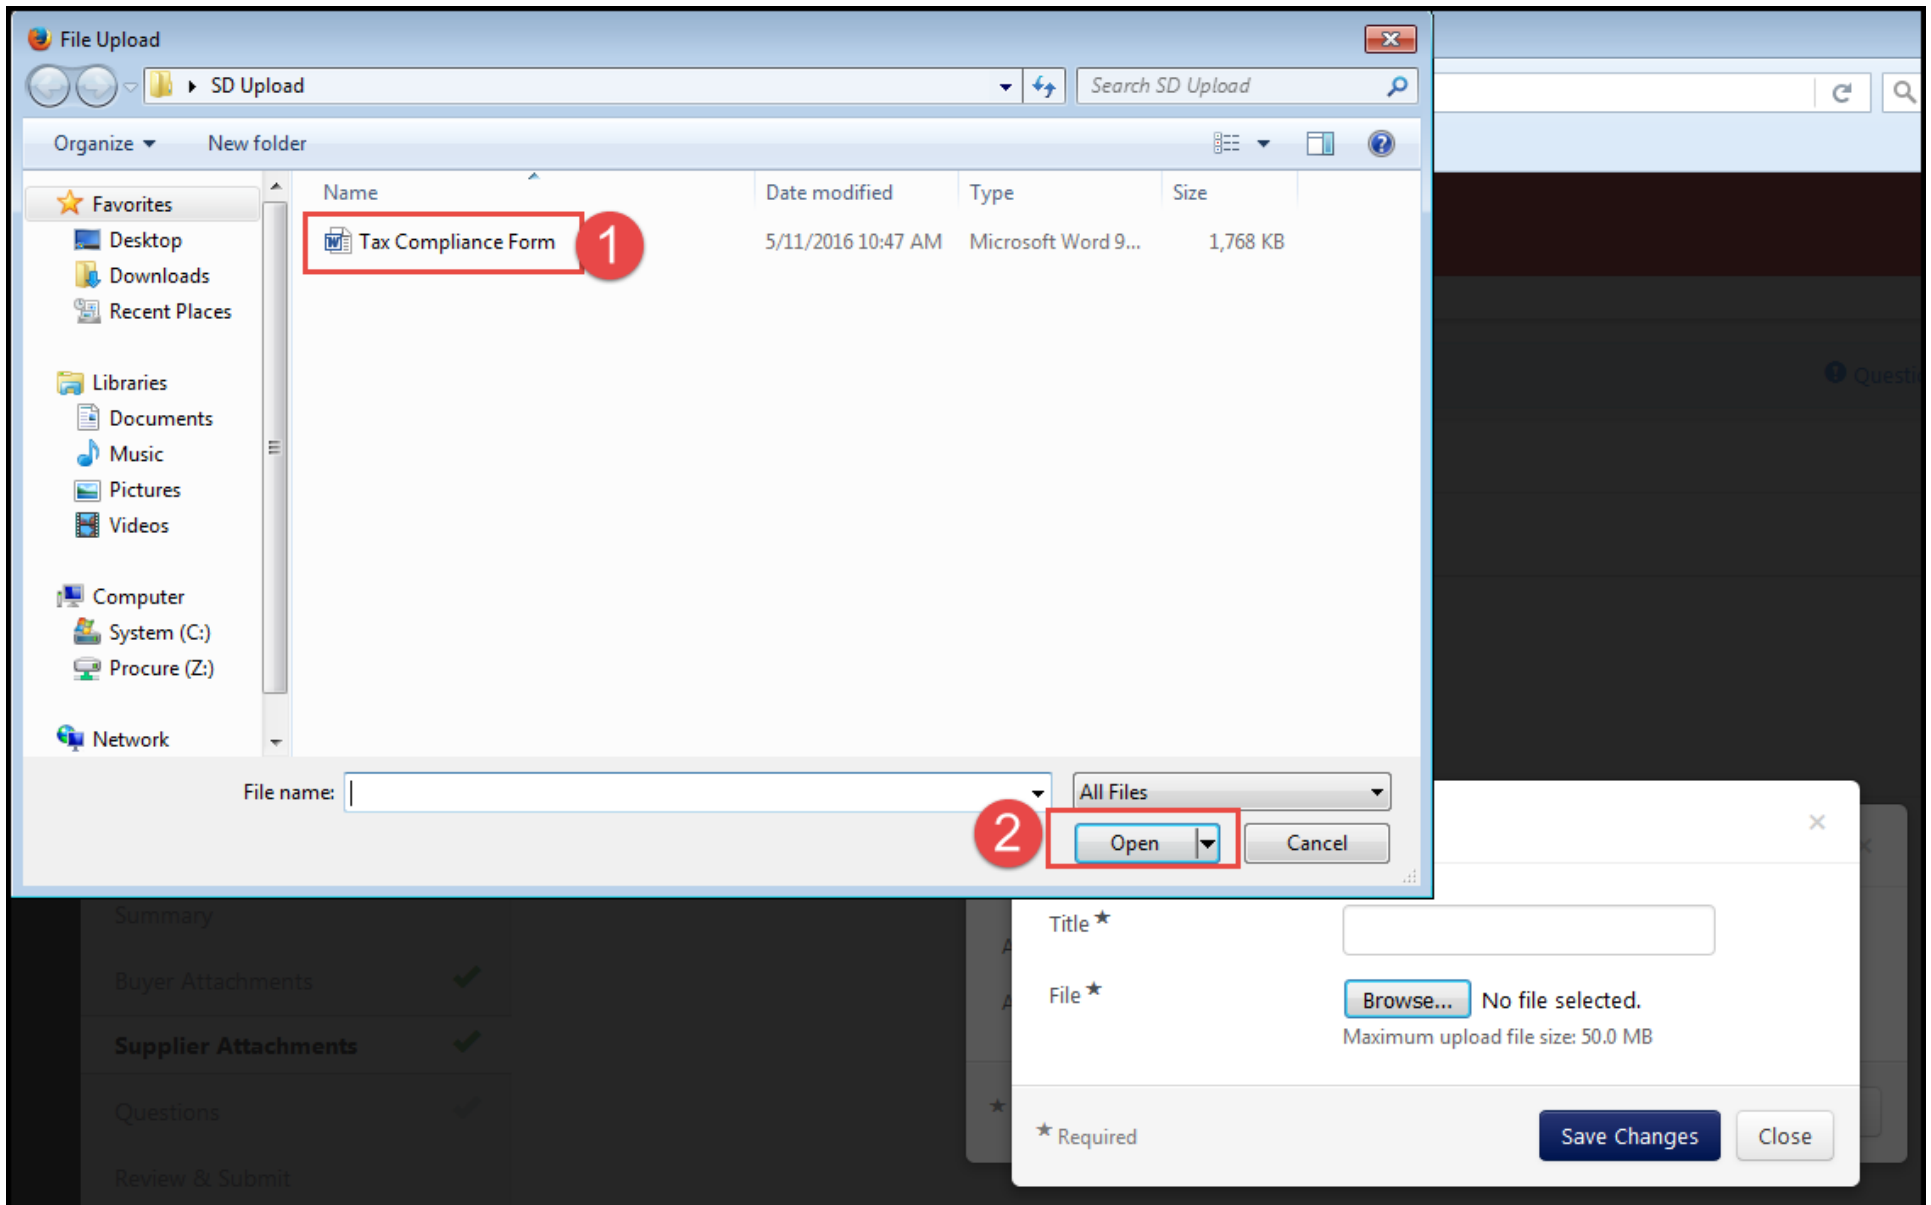 File Upload
SD Upload
Search SD Upload
Organize
New folder
Name
Date modified
Type
Size
Favorites
Tax Compliance Form
1
5/11/2016 10:47 AM
Microsoft Word 9...
1,768 KB
Desktop
Downloads
Recent Places
Libraries
Documents
Music
Pictures
Videos
Computer
System (C:)
Procure (Z:)
Network
Questi
File name:
All Files
2
Open
Cancel
Summary
Buyer Attachments
Supplier Attachments
Questions
Review & Submit
Title ★
File ★
Browse... No file selected.
Maximum upload file size: 50.0 MB
★ Required
Save Changes
Close